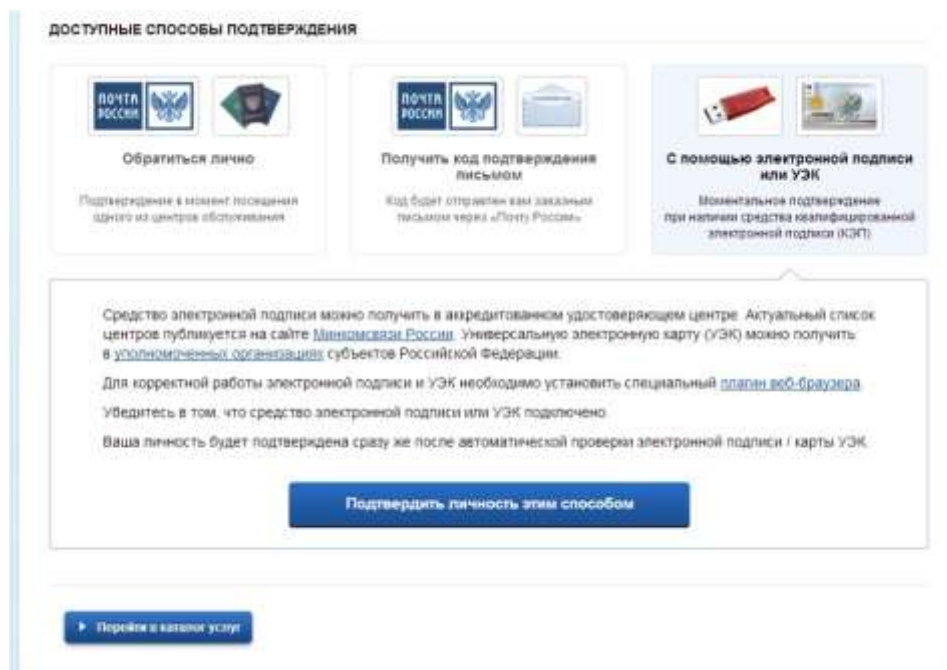 ДОСТУПНЫЕ СПОСОБЫ ПОДТВЕРЖДЕНИЯ
ПОЧТА
РОССИИ
Обратиться лично
Подтверждение в момент посещения
одного из центров обслуживания
ПОЧТА
РОССИИ
Получить код подтверждения
письмом
Код будет отправлен вам заказным
письмом через «Почту России»
С помощью электронной подписи
или УЭК
Моментальное подтверждение
при наличии средства квалифицированной
электронной подписи (КЭП)
Средство электронной подписи можно получить в аккредитованном удостоверяющем центре. Актуальный список
центров публикуется на сайте Минкомсвязи России. Универсальную электронную карту (УЭК) можно получить
в уполномоченных организациях субъектов Российской Федерации.
Для корректной работы электронной подписи и УЭК необходимо установить специальный плагин веб-браузера.
Убедитесь в том, что средство электронной подписи или УЭК подключено.
Ваша личность будет подтверждена сразу же после автоматической проверки электронной подписи / карты УЭК.
Подтвердить личность этим способом
Перейти в каталог услуг